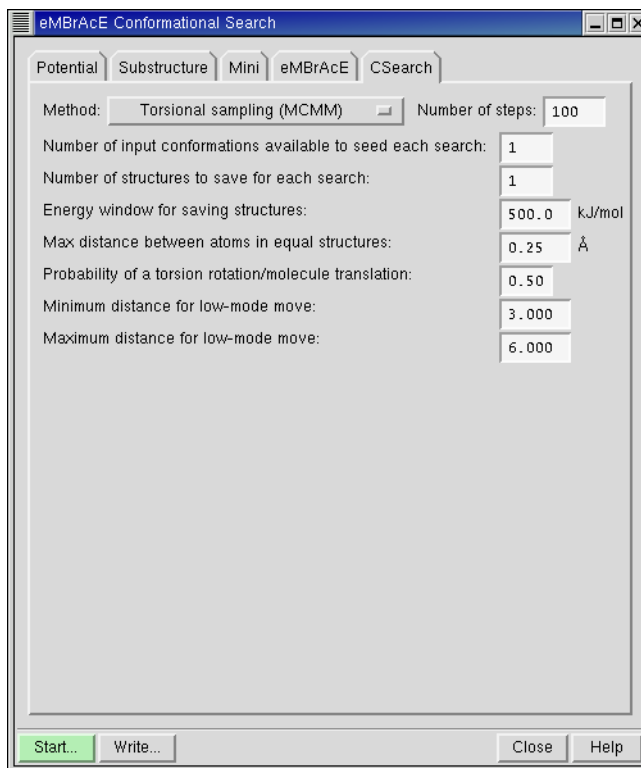 eMBrAcE Conformational Search
Potential Substructure Mini eMBrAcE CSearch
Method: Torsional sampling (MCMM) Number of steps: 100
Number of input conformations available to seed each search: 1
Number of structures to save for each search: 1
Energy window for saving structures: 500.0 kJ/mol
Max distance between atoms in equal structures: 0.25 Å
Probability of a torsion rotation/molecule translation: 0.50
Minimum distance for low-mode move: 3.000
Maximum distance for low-mode move: 6.000
Start... Write... Close Help